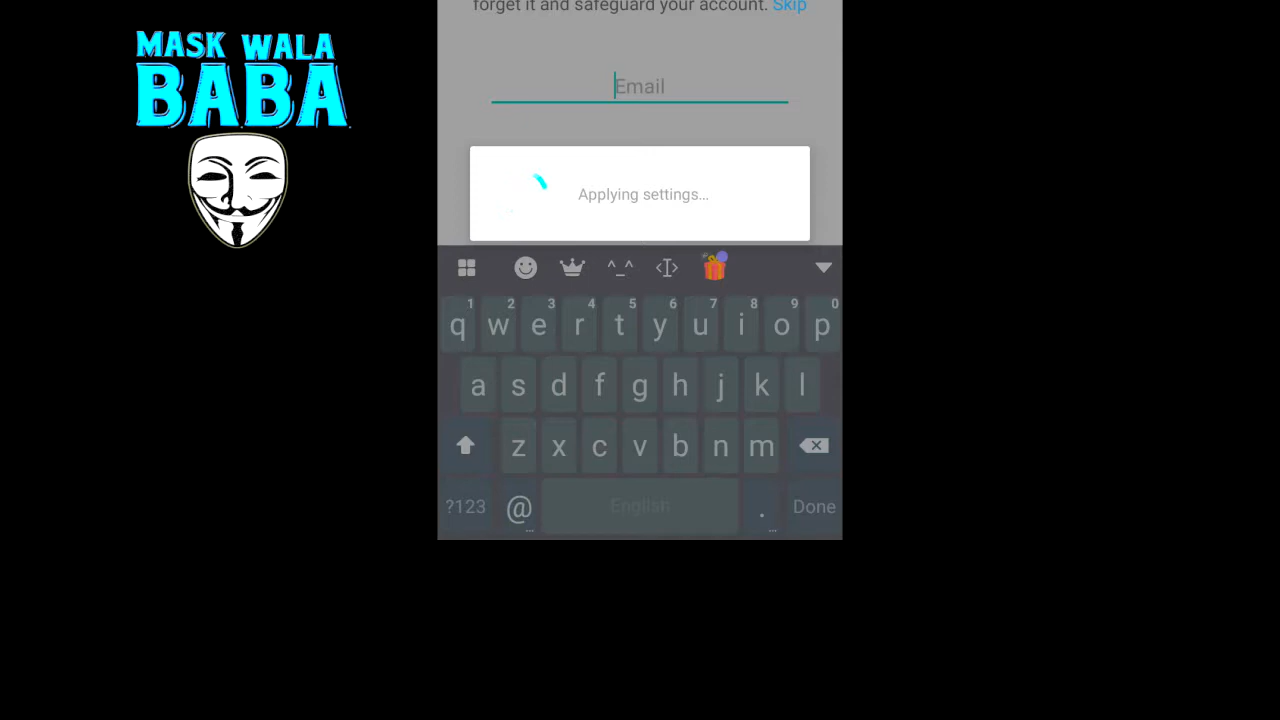 MASK WALA
BABA
forget it and safeguard your account. Skip
Email
Applying settings...
^_^
1 2 3 4 5 6 7 8 9 0
q w e r t y u i o p
a s d f g h j k l
z x c v b n m
?123 @ English . Done